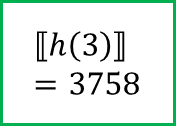 ⟦h(3)⟧
= 3758